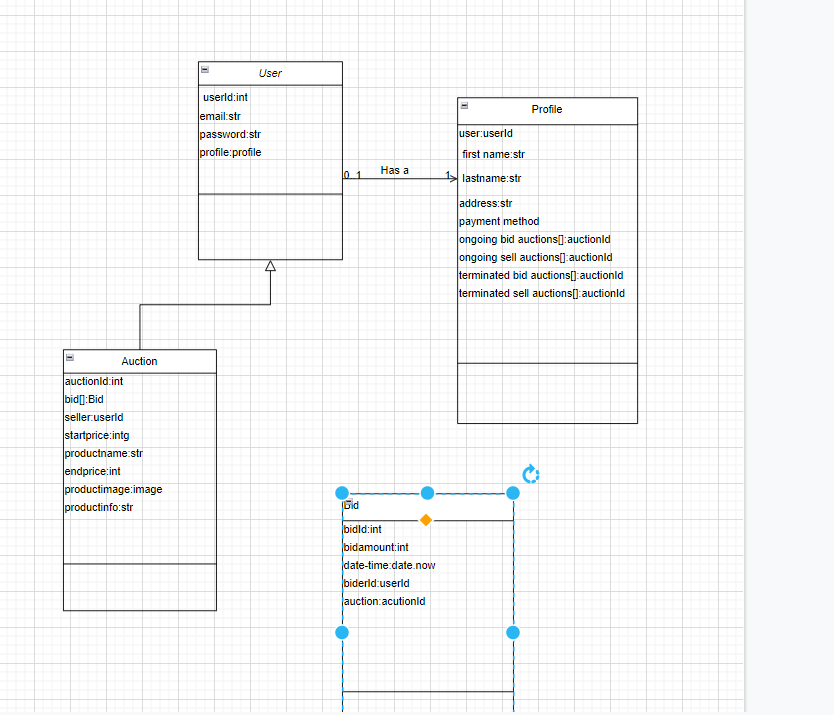 User
userId:int
email:str
password:str
profile:profile
0..1
Has a
1
Profile
user:userId
first name:str
lastname:str
address:str
payment method
ongoing bid auctions[]:auctionId
ongoing sell auctions[]:auctionId
terminated bid auctions[]:auctionId
terminated sell auctions[]:auctionId
Auction
auctionId:int
bid[]:Bid
seller:userId
startprice:intg
productname:str
endprice:int
productimage:image
productinfo:str
Bid
bidId:int
bidamount:int
date-time:date.now
biderId:userId
auction:acutionId